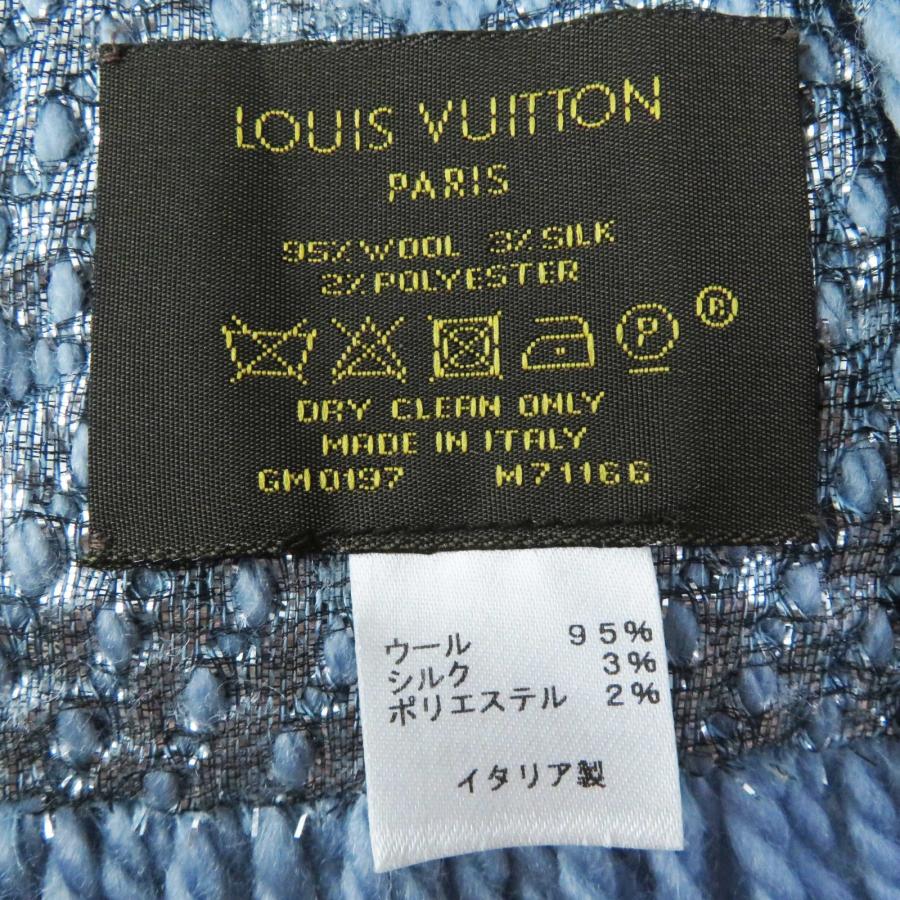 LOUIS VUITTON
PARIS
95% WOOL 3% SILK
2% POLYESTER
P ®
DRY CLEAN ONLY
MADE IN ITALY
GM0197 M71166
ウール 95%
シルク 3%
ポリエステル 2%
イタリア製